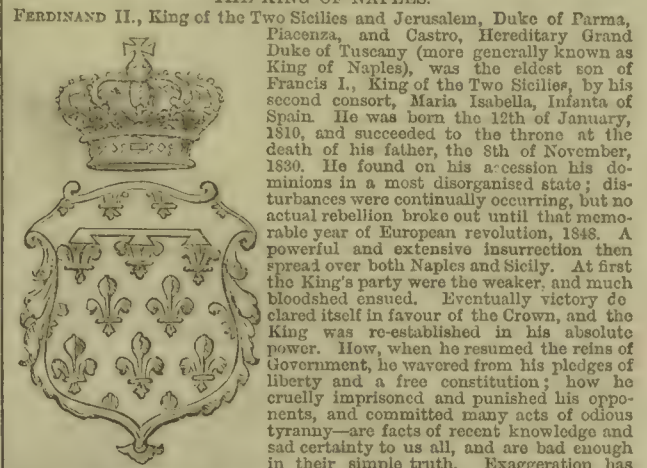 THE KING OF NAPLES.
FERDINAND II., King of the Two Sicilies and Jerusalem, Duke of Parma,
Piacenza, and Castro, Hereditary Grand
Duke of Tuscany (more generally known as
King of Naples), was the eldest son of
Francis I., King of the Two Sicilies, by his
second consort, Maria Isabella, Infanta of
Spain. He was born the 12th of January,
1810, and succeeded to the throne at the
death of his father, the 8th of November,
1830. He found on his accession his do-
minions in a most disorganised state; dis-
turbances were continually occurring, but no
actual rebellion broke out until that memo-
rable year of European revolution, 1848. A
powerful and extensive insurrection then
spread over both Naples and Sicily. At first
the King's party were the weaker, and much
bloodshed ensued. Eventually victory de
clared itself in favour of the Crown, and the
King was re-established in his absolute
power. How, when he resumed the reins of
Government, he wavered from his pledges of
liberty and a free constitution; how he
cruelly imprisoned and punished his oppo-
nents, and committed many acts of odious
tyranny—are facts of recent knowledge and
sad certainty to us all, and are bad enough
in their simple truth. Exaggeration has